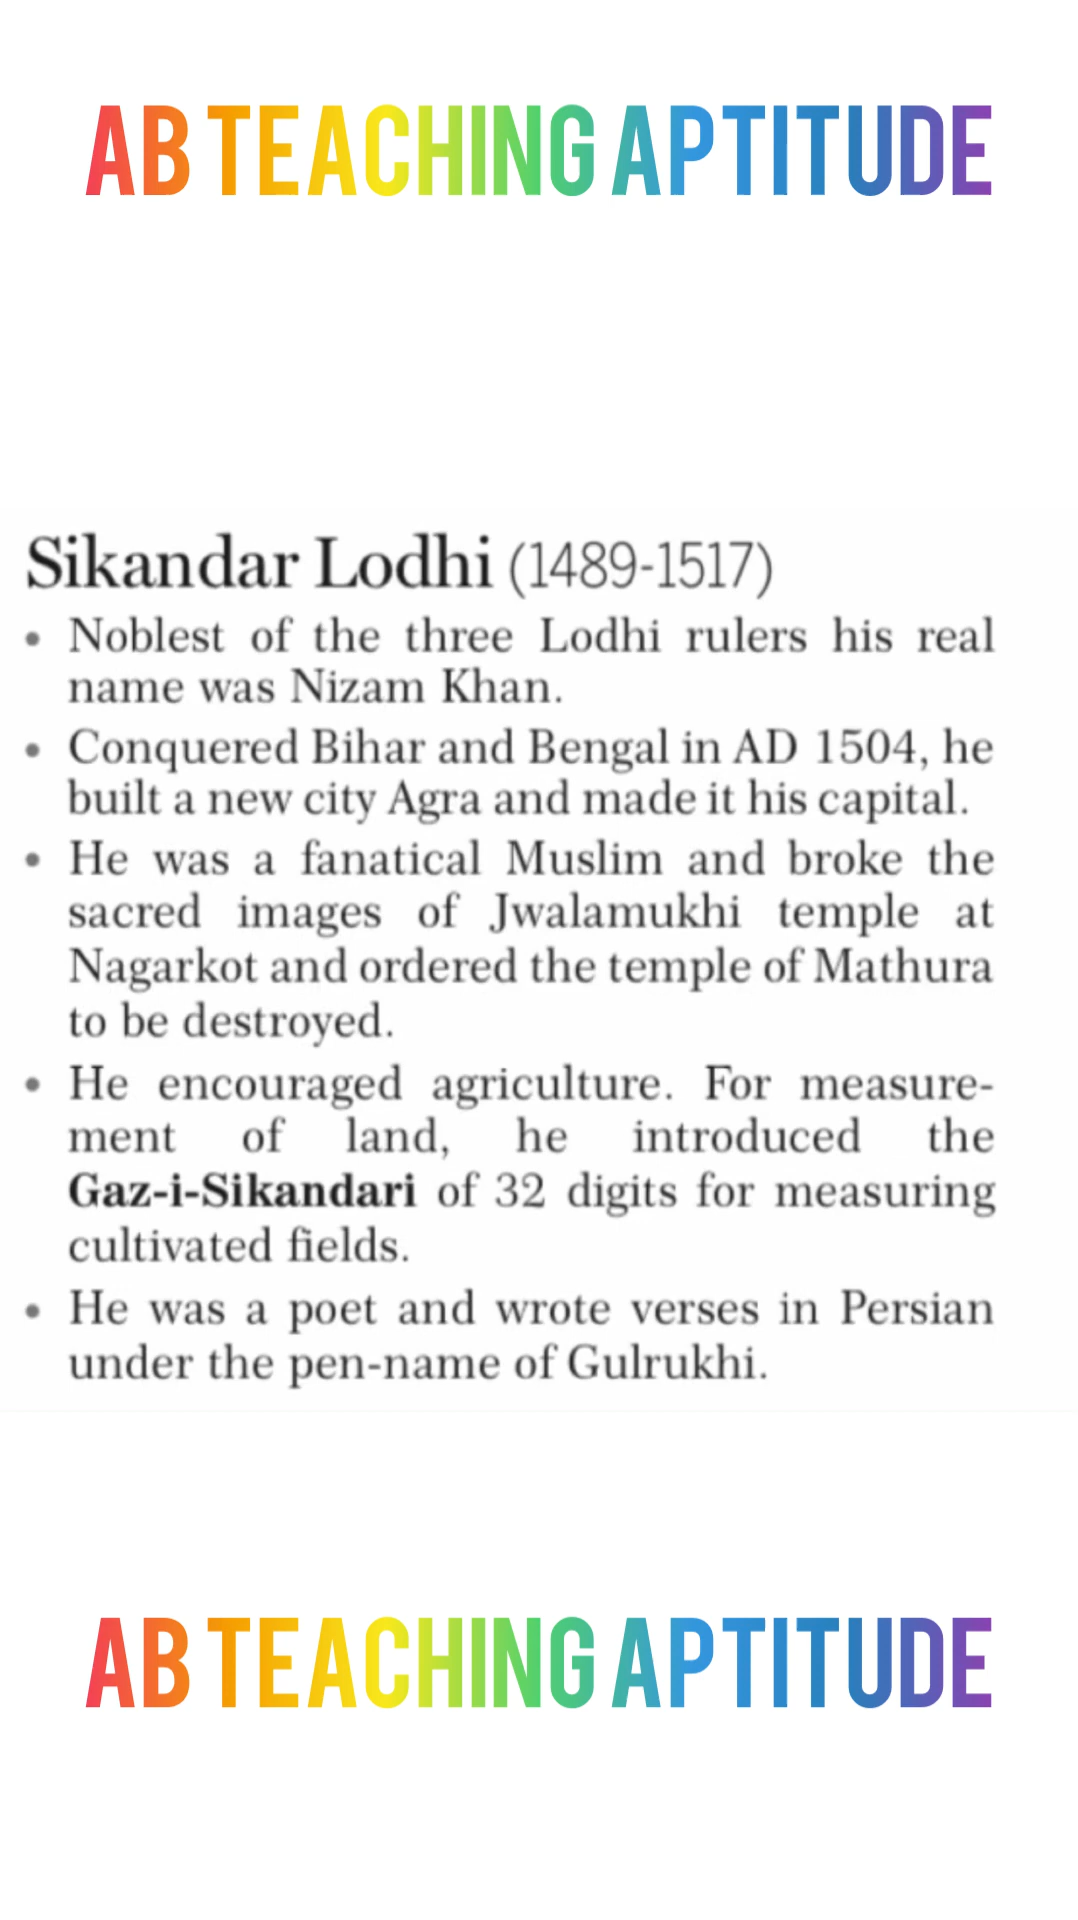 AB TEACHING APTITUDE
Sikandar Lodhi (1489-1517)
• Noblest of the three Lodhi rulers his real
name was Nizam Khan.
• Conquered Bihar and Bengal in AD 1504, he
built a new city Agra and made it his capital.
• He was a fanatical Muslim and broke the
sacred images of Jwalamukhi temple at
Nagarkot and ordered the temple of Mathura
to be destroyed.
• He encouraged agriculture. For measure-
ment of land, he introduced the
Gaz-i-Sikandari of 32 digits for measuring
cultivated fields.
• He was a poet and wrote verses in Persian
under the pen-name of Gulrukhi.
AB TEACHING APTITUDE